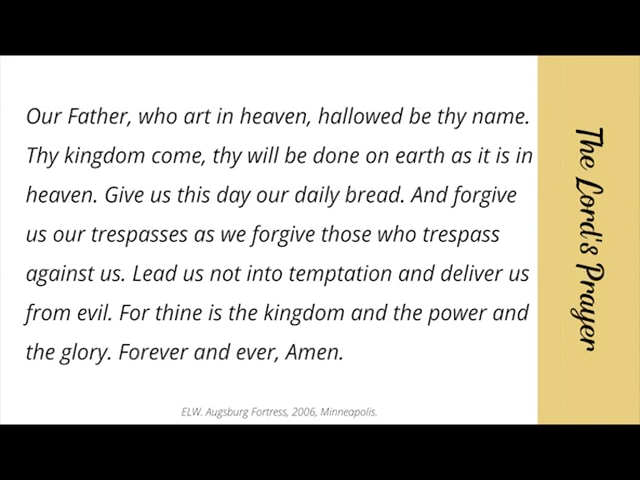 Our Father, who art in heaven, hallowed be thy name.
Thy kingdom come, thy will be done on earth as it is in
heaven. Give us this day our daily bread. And forgive
us our trespasses as we forgive those who trespass
against us. Lead us not into temptation and deliver us
from evil. For thine is the kingdom and the power and
the glory. Forever and ever, Amen.
ELW. Augsburg Fortress, 2006, Minneapolis.
The Lord's Prayer